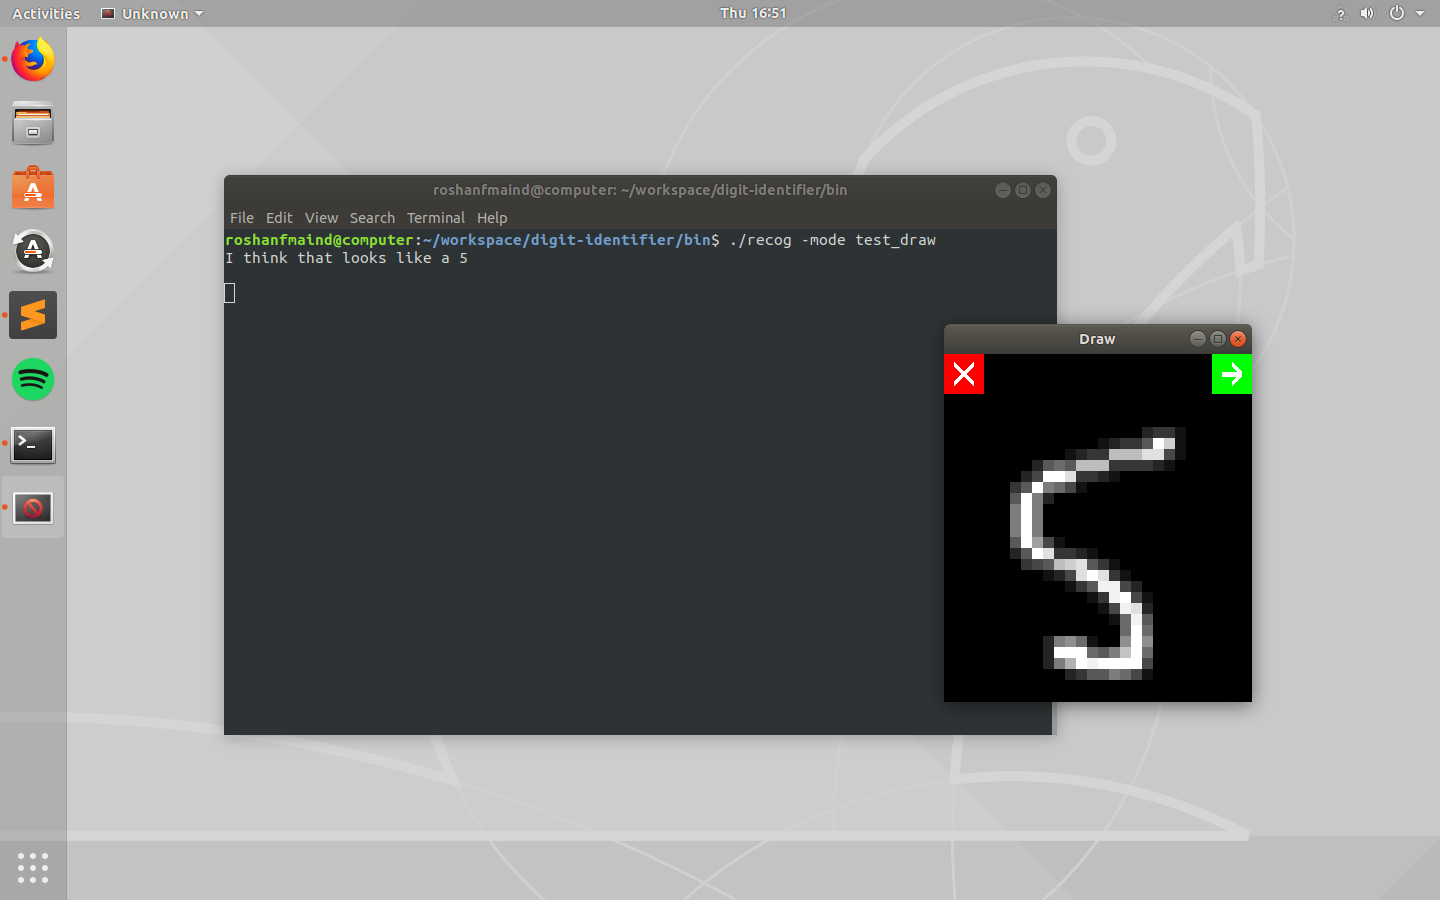 Activities Unknown Thu 16:51
roshanfmaind@computer: ~/workspace/digit-identifier/bin
File Edit View Search Terminal Help
roshanfmaind@computer:~/workspace/digit-identifier/bin$ ./recog -mode test_draw
I think that looks like a 5
Draw
5